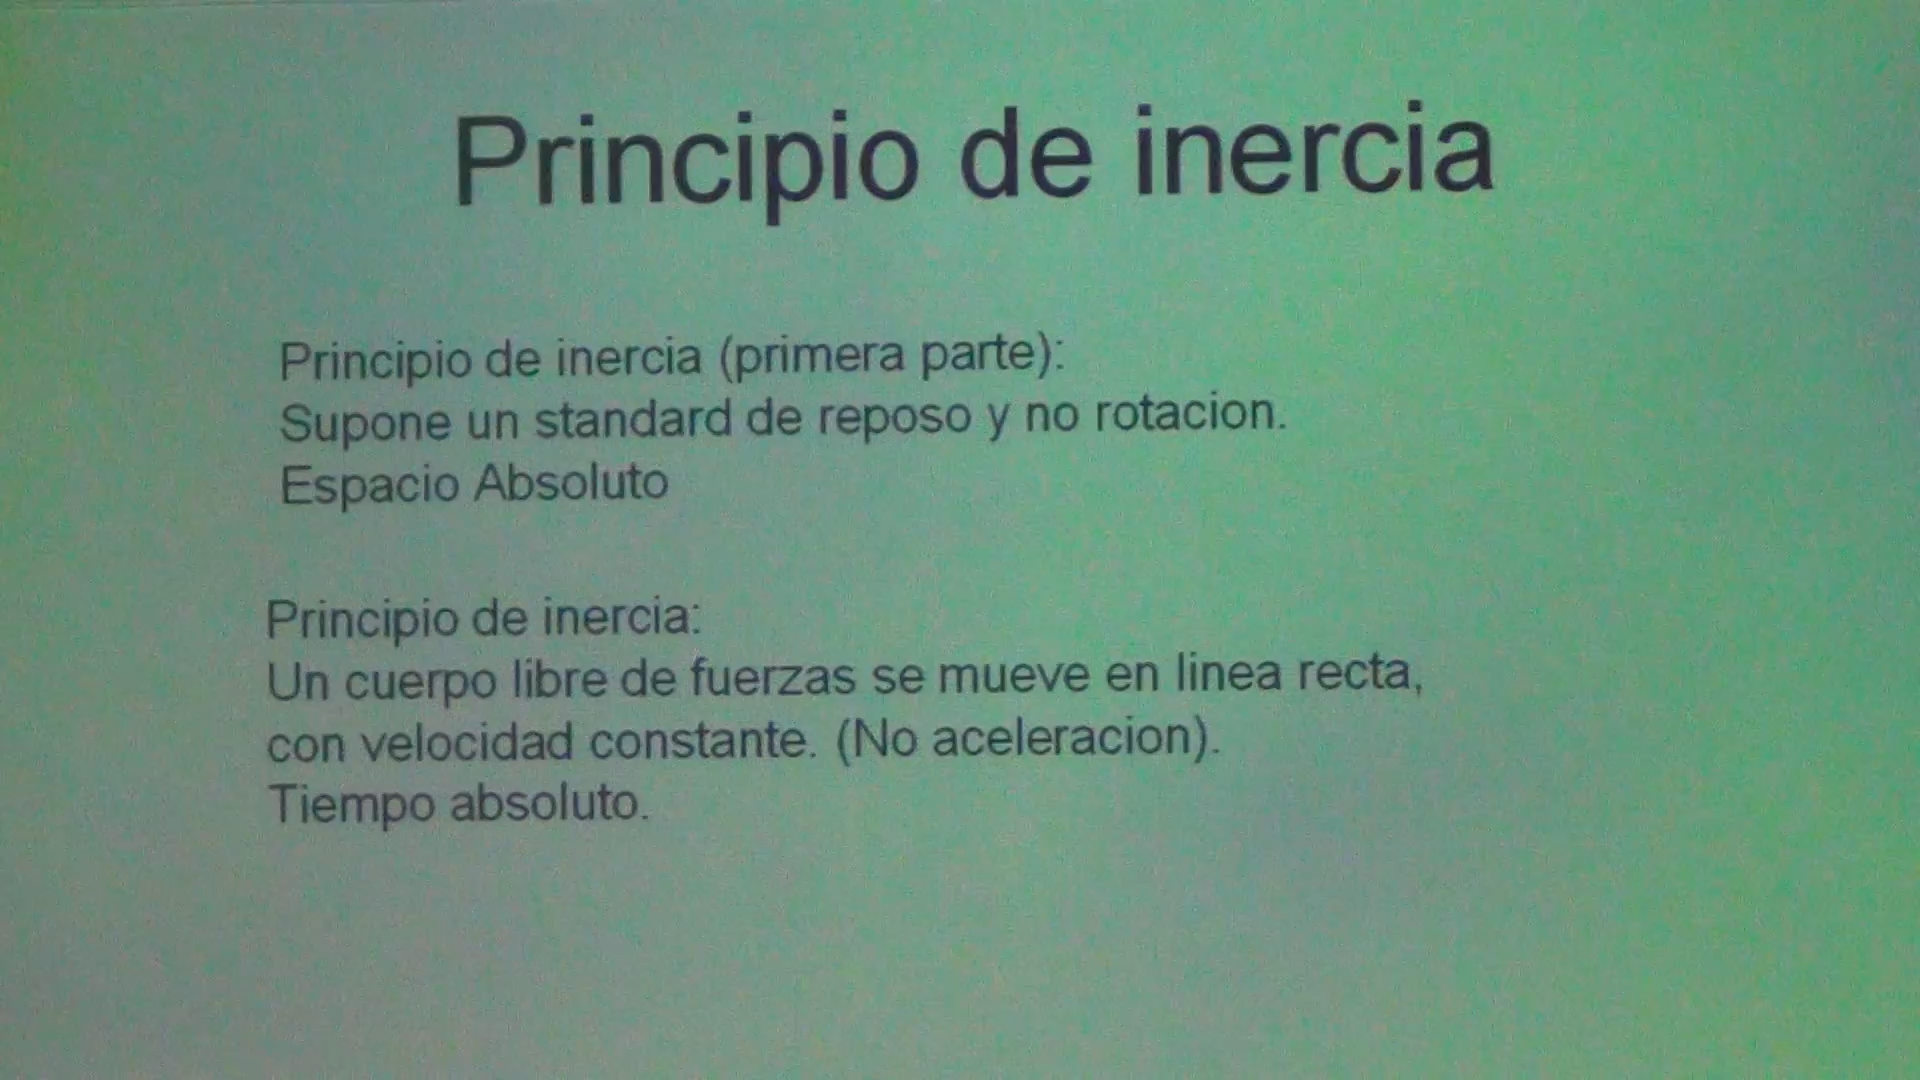 Principio de inercia
Principio de inercia (primera parte):
Supone un standard de reposo y no rotacion.
Espacio Absoluto
Principio de inercia:
Un cuerpo libre de fuerzas se mueve en linea recta,
con velocidad constante. (No aceleracion).
Tiempo absoluto.